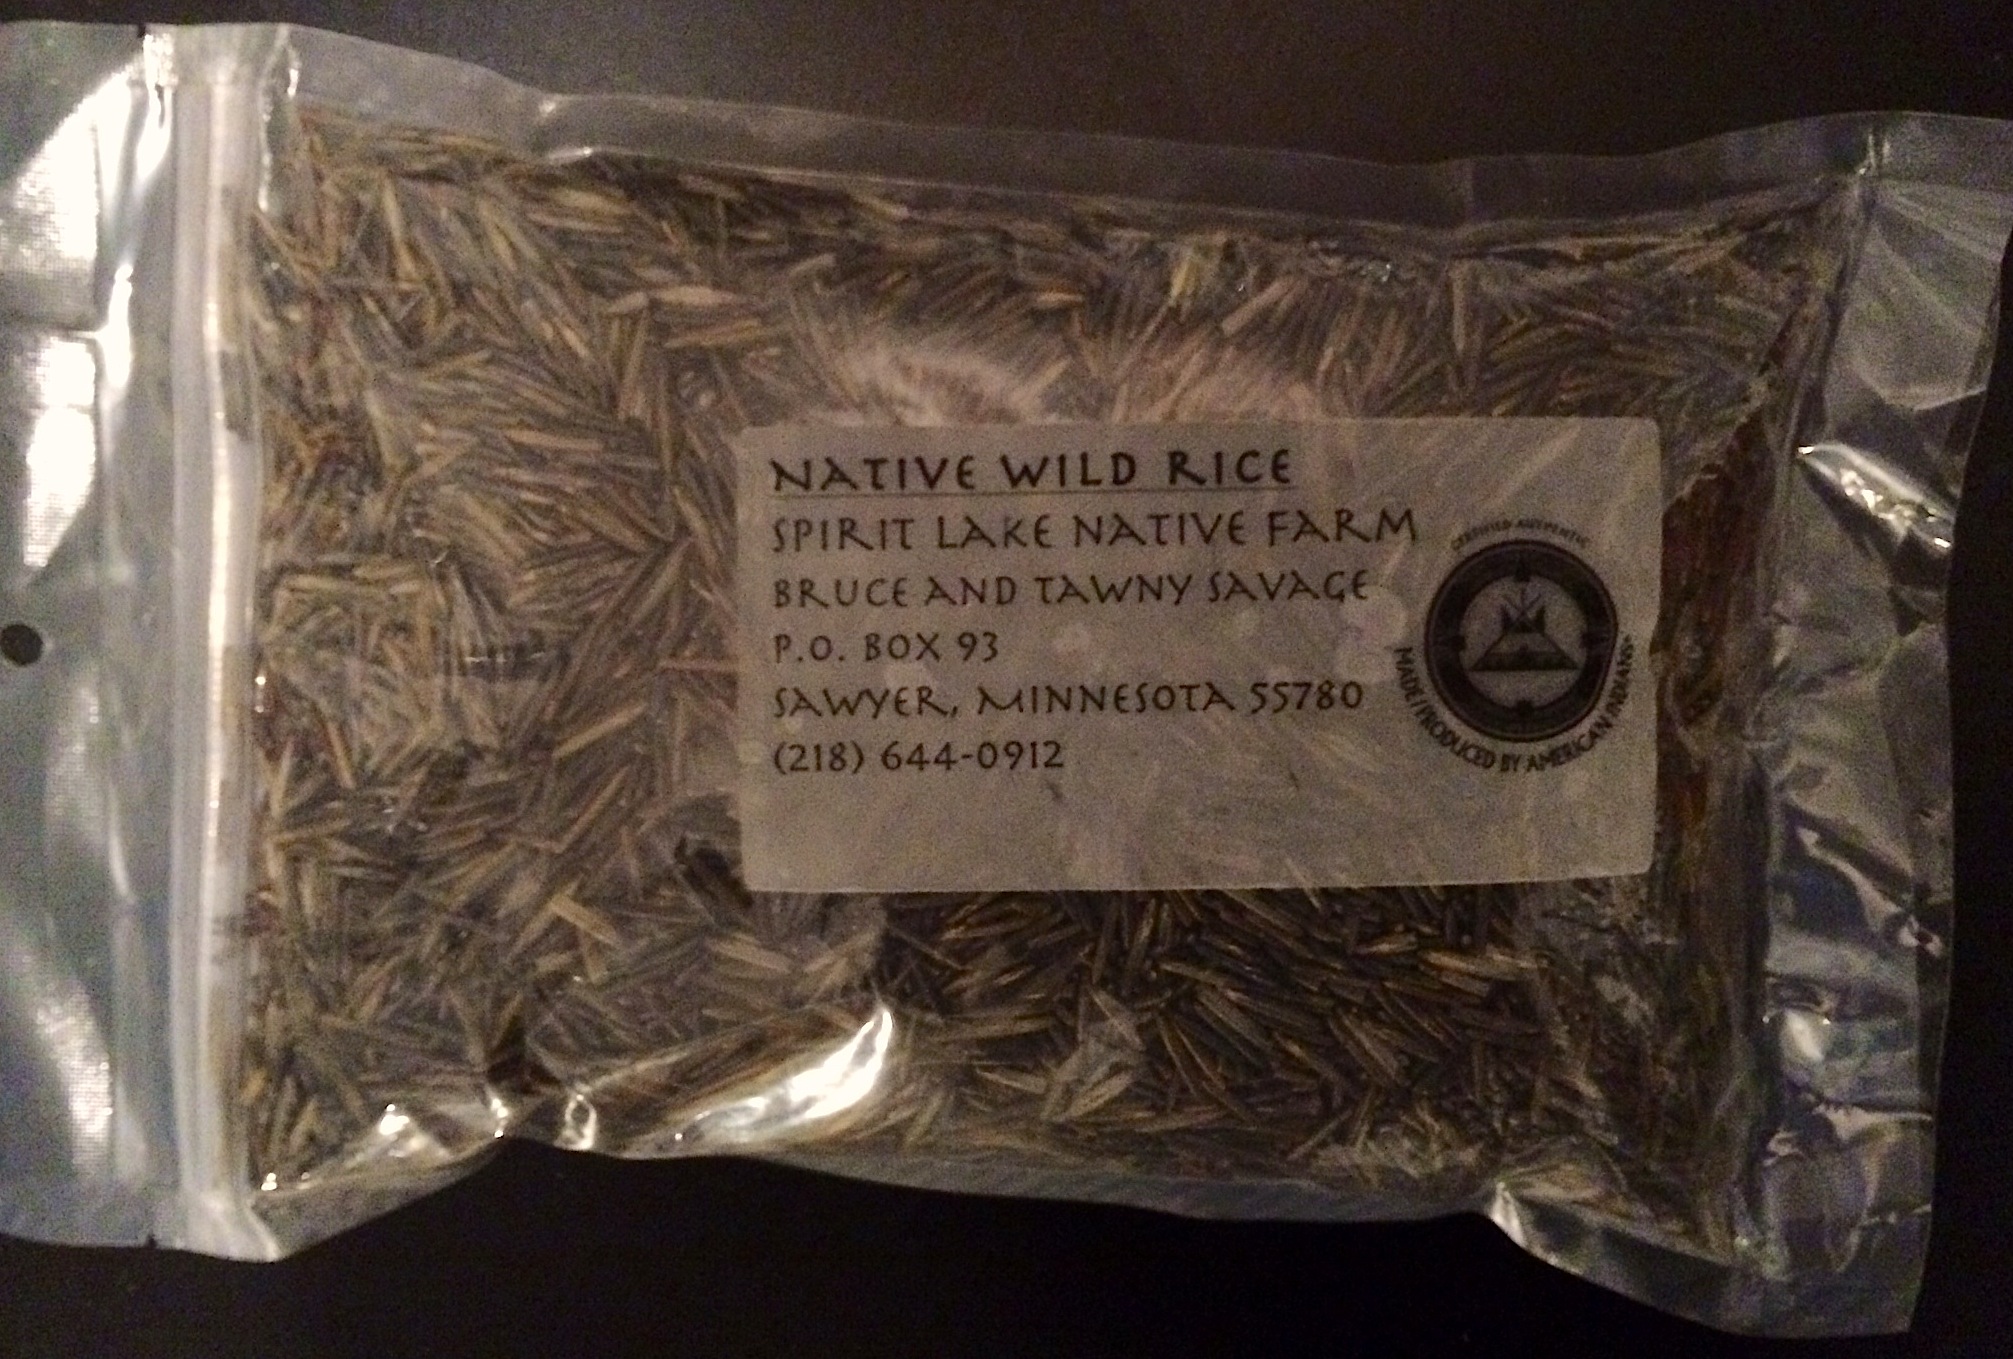 NATIVE WILD RICE
SPIRIT LAKE NATIVE FARM
BRUCE AND TAWNY SAVAGE
P.O. BOX 93
SAWYER, MINNESOTA 55780
(218) 644-0912
CERTIFIED AUTHENTIC
MADE / PRODUCED BY AMERICAN INDIANS